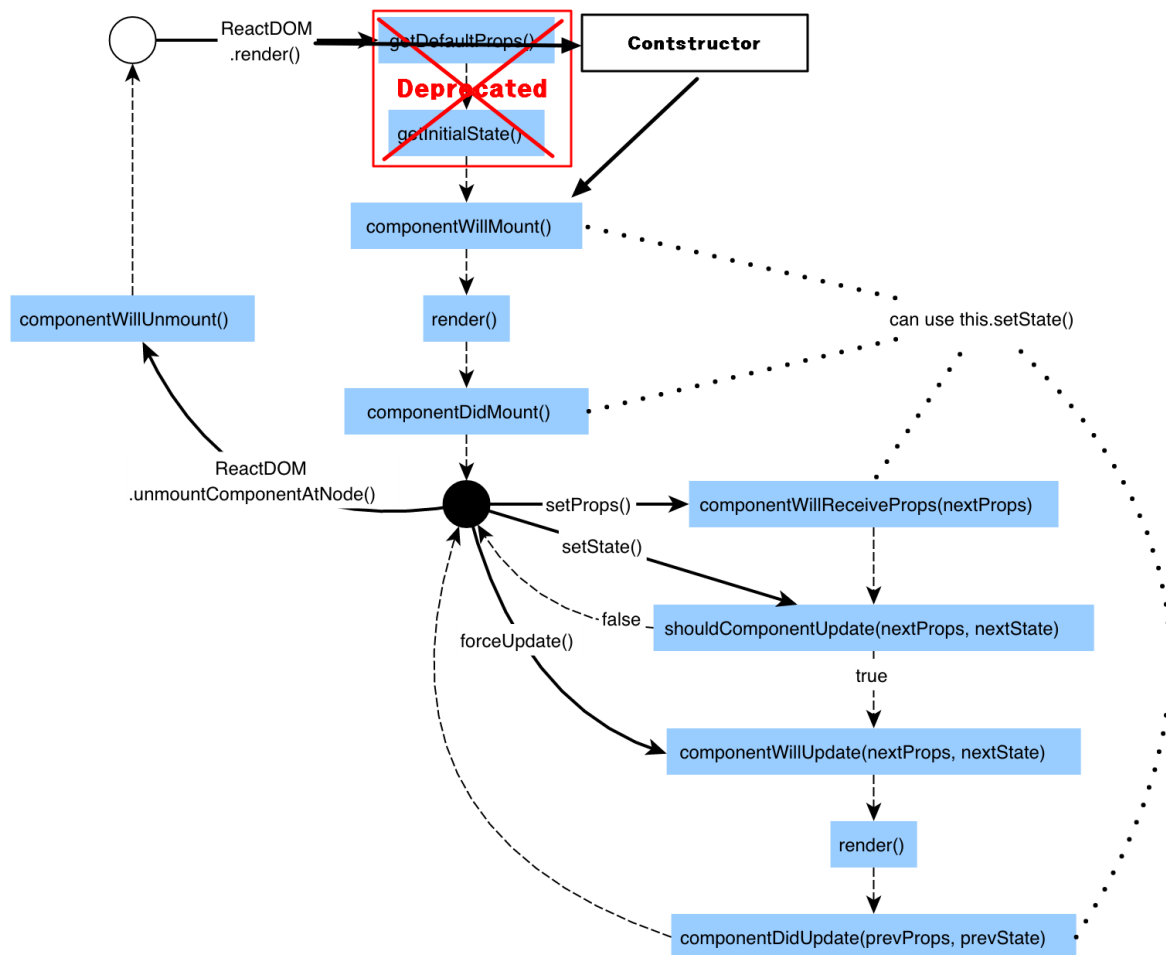 ReactDOM
.render()
getDefaultProps()
Contstructor
Deprecated
getInitialState()
componentWillMount()
componentWillUnmount()
render()
can use this.setState()
componentDidMount()
ReactDOM
.unmountComponentAtNode()
setProps()
componentWillReceiveProps(nextProps)
setState()
false
shouldComponentUpdate(nextProps, nextState)
forceUpdate()
true
componentWillUpdate(nextProps, nextState)
render()
componentDidUpdate(prevProps, prevState)